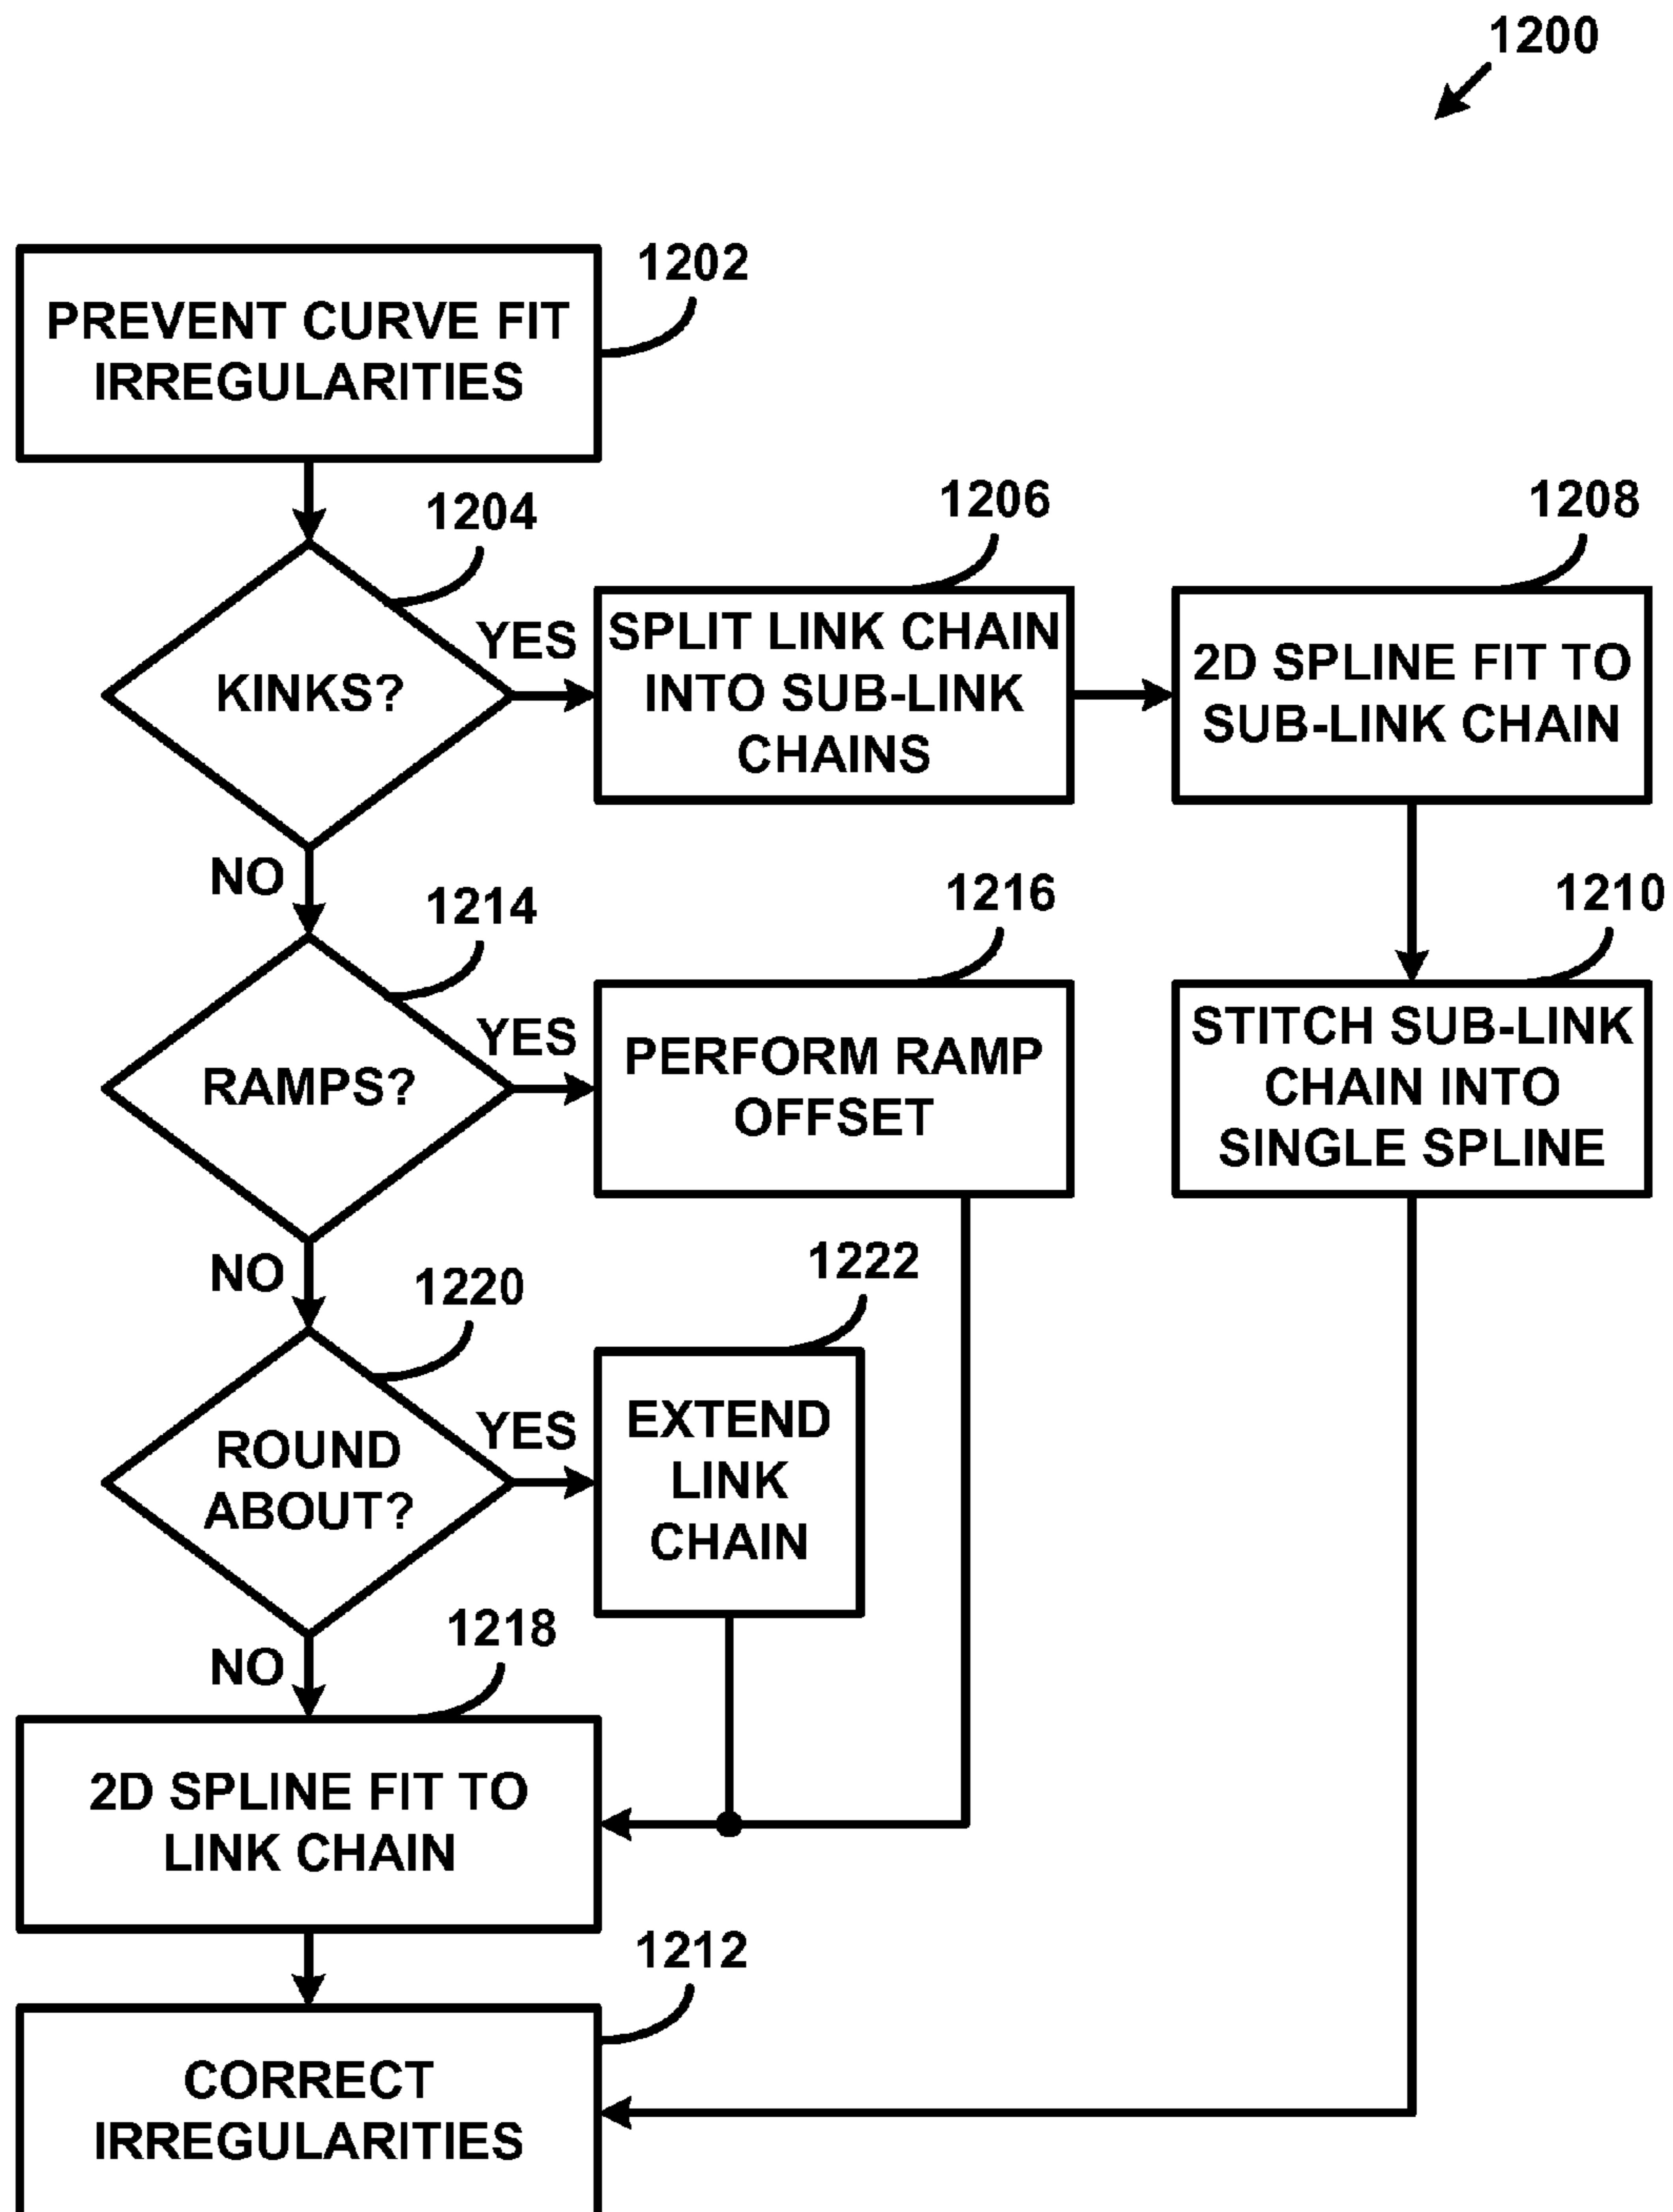 1200
1202
PREVENT CURVE FIT
IRREGULARITIES
1204
1206
1208
KINKS?
YES
SPLIT LINK CHAIN
INTO SUB-LINK
CHAINS
2D SPLINE FIT TO
SUB-LINK CHAIN
NO
1214
1216
1210
RAMPS?
YES
PERFORM RAMP
OFFSET
STITCH SUB-LINK
CHAIN INTO
SINGLE SPLINE
NO
1220
1222
ROUND
ABOUT?
YES
EXTEND
LINK
CHAIN
NO
1218
2D SPLINE FIT TO
LINK CHAIN
1212
CORRECT
IRREGULARITIES